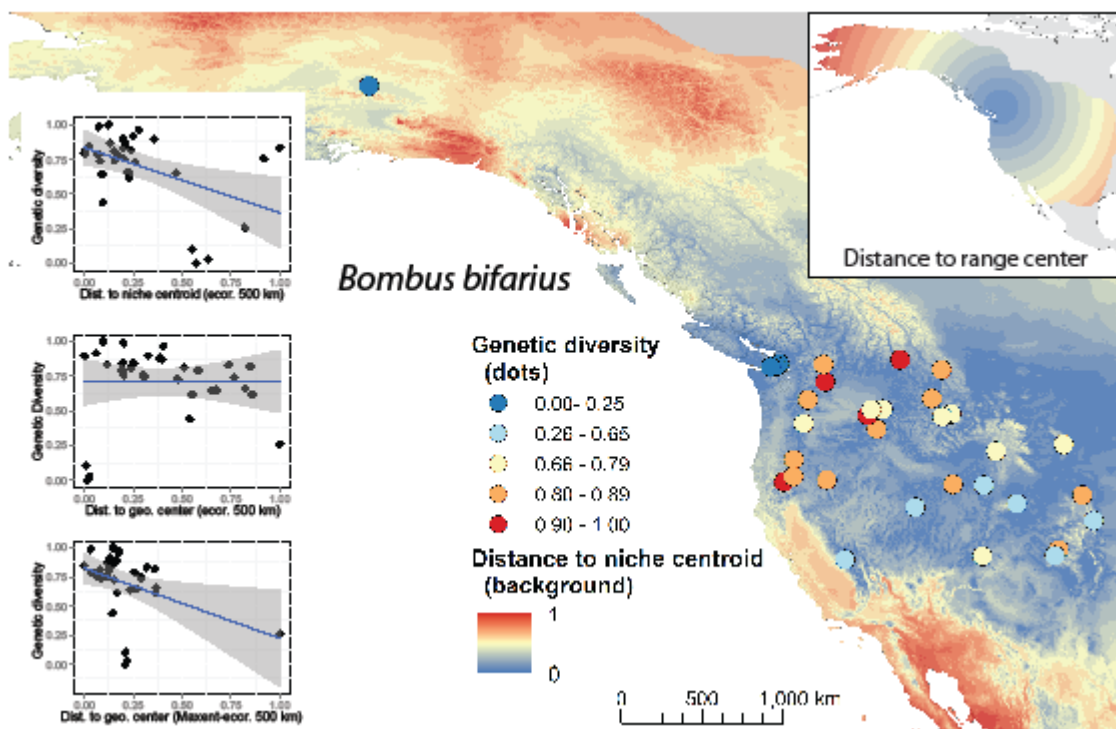 Distance to range center
1.00
0.75
0.50
0.25
0.00
Genetic diversity
0.00 0.25 0.50 0.75 1.00
Dist. to niche centroid (ecor. 500 km)
Bombus bifarius
1.00
0.75
0.50
0.25
0.00
Genetic Diversity
0.00 0.25 0.50 0.75 1.00
Dist. to geo. center (ecor. 500 km)
1.00
0.75
0.50
0.25
0.00
Genetic diversity
0.00 0.25 0.50 0.75 1.00
Dist. to geo. center (Maxent-ecor. 500 km)
Genetic diversity
(dots)
0.00 - 0.25
0.26 - 0.65
0.66 - 0.79
0.80 - 0.89
0.90 - 1.00
Distance to niche centroid
(background)
1
0
0 500 1,000 km